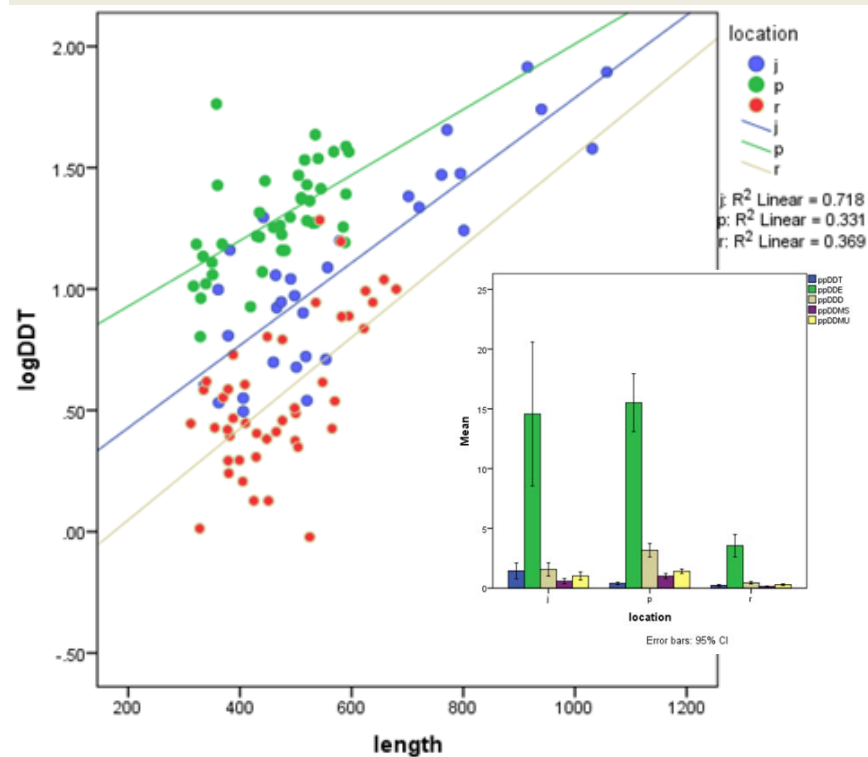 2.00
1.50
1.00
.50
.00
-.50
logDDT
200
400
600
800
1000
1200
length
location
j
p
r
j
p
r
j: R² Linear = 0.718
p: R² Linear = 0.331
r: R² Linear = 0.369
ppDDT
ppDDE
ppDDD
ppDDMS
ppDDMU
25
20
15
10
5
0
Mean
j
p
r
location
Error bars: 95% CI